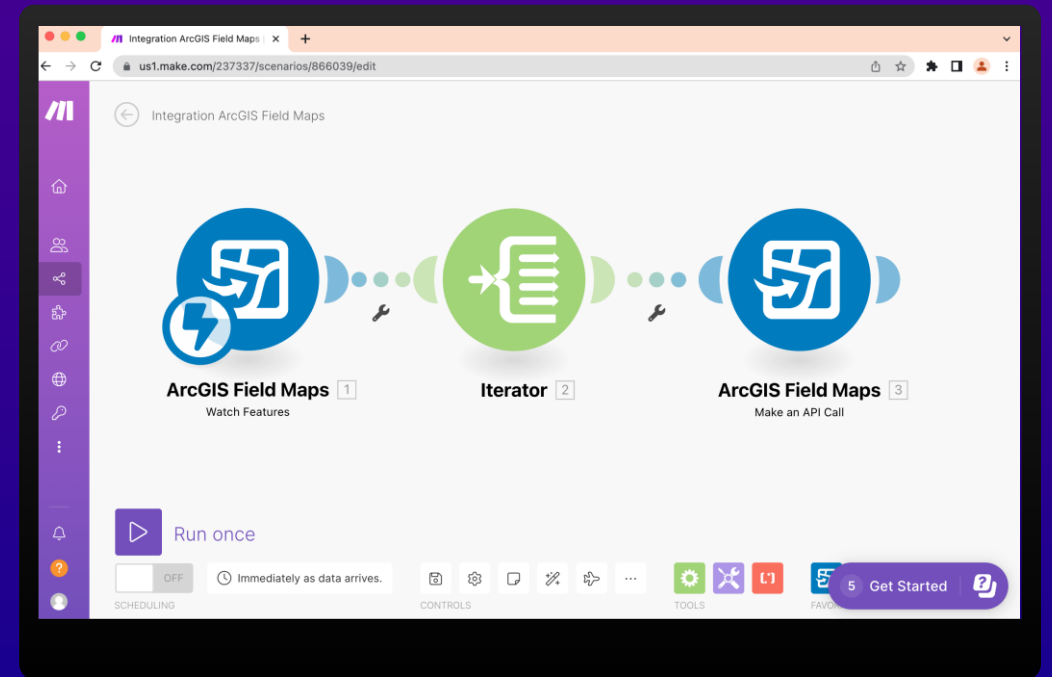 Integration ArcGIS Field Maps
us1.make.com/237337/scenarios/866039/edit
Integration ArcGIS Field Maps
ArcGIS Field Maps 1
Watch Features
Iterator 2
ArcGIS Field Maps 3
Make an API Call
Run once
OFF
Immediately as data arrives.
5 Get Started
SCHEDULING
CONTROLS
TOOLS